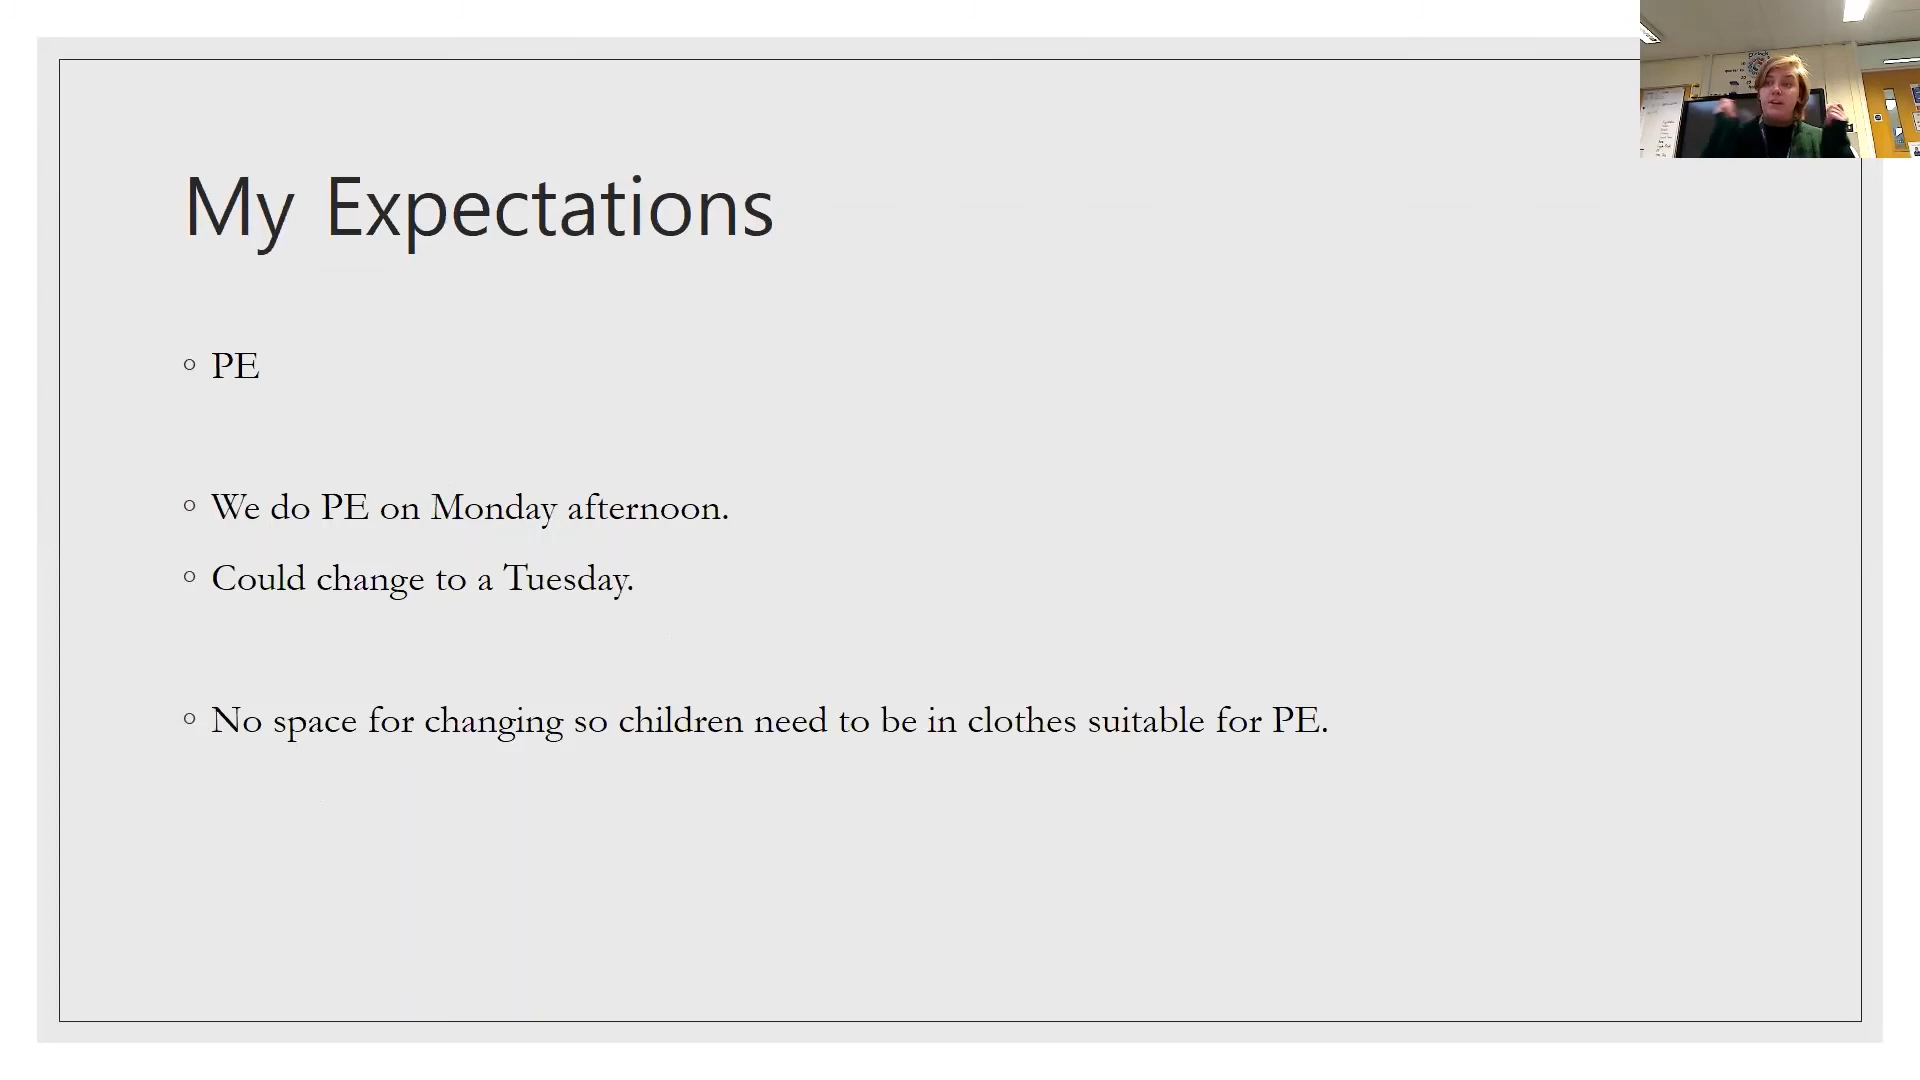 My Expectations
PE
We do PE on Monday afternoon.
Could change to a Tuesday.
No space for changing so children need to be in clothes suitable for PE.